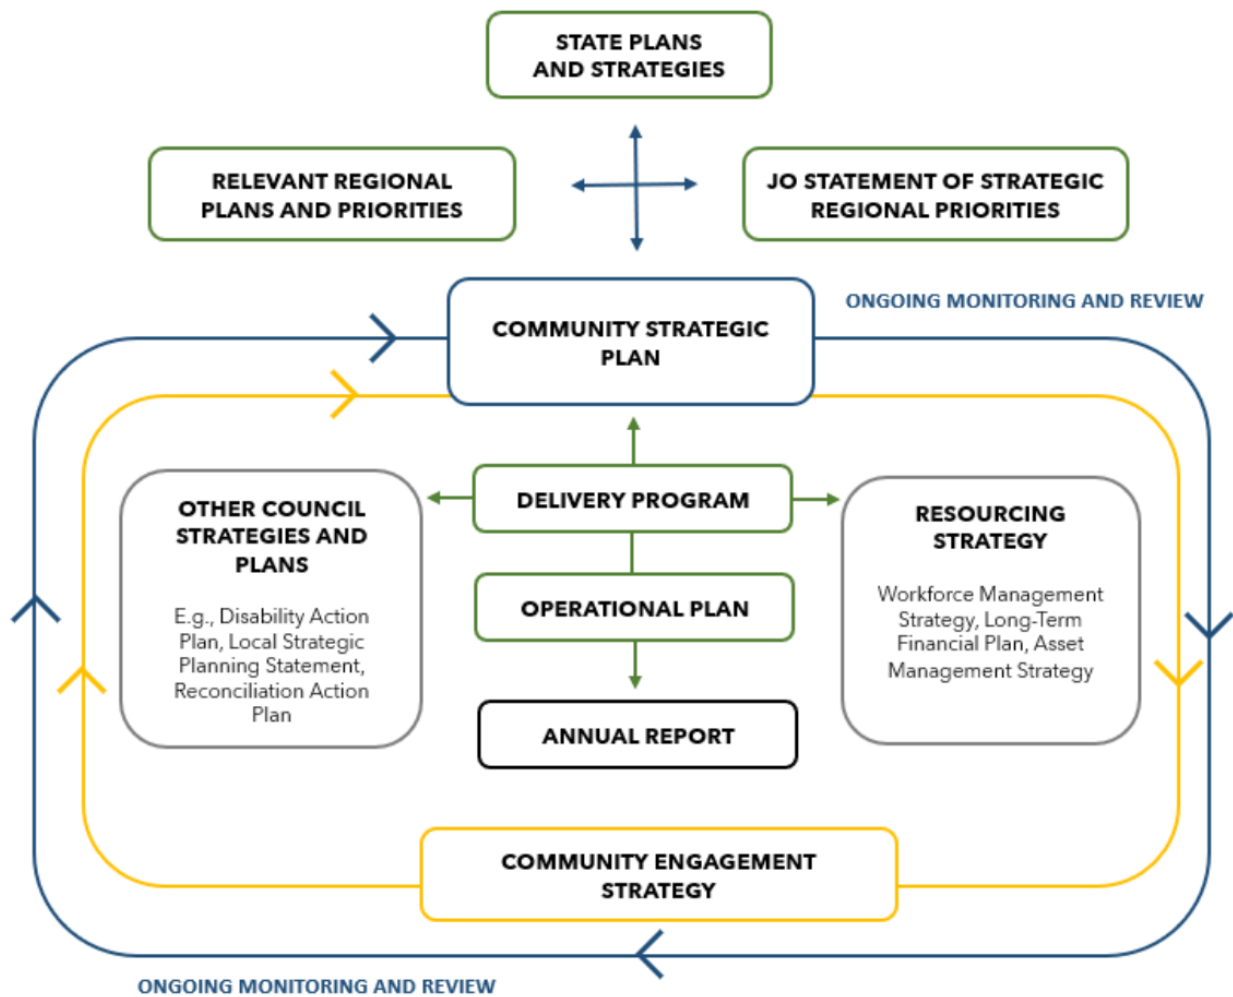 STATE PLANS
AND STRATEGIES
RELEVANT REGIONAL
PLANS AND PRIORITIES
JO STATEMENT OF STRATEGIC
REGIONAL PRIORITIES
COMMUNITY STRATEGIC
PLAN
ONGOING MONITORING AND REVIEW
OTHER COUNCIL
STRATEGIES AND
PLANS
E.g., Disability Action
Plan, Local Strategic
Planning Statement,
Reconciliation Action
Plan
DELIVERY PROGRAM
OPERATIONAL PLAN
ANNUAL REPORT
RESOURCING
STRATEGY
Workforce Management
Strategy, Long-Term
Financial Plan, Asset
Management Strategy
COMMUNITY ENGAGEMENT
STRATEGY
ONGOING MONITORING AND REVIEW